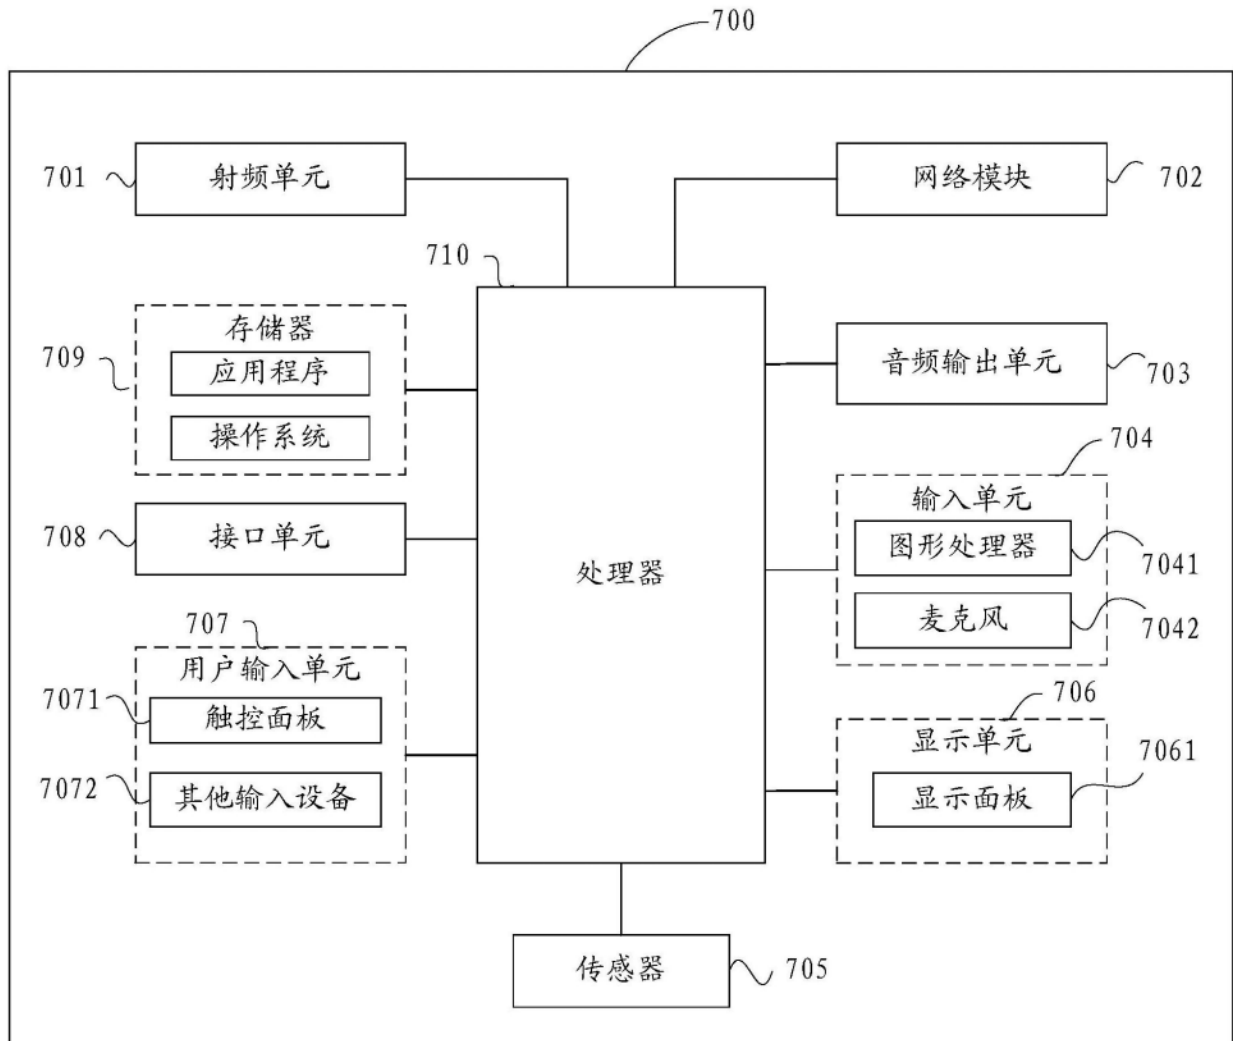 700
701
射频单元
网络模块
702
710
存储器
709
应用程序
操作系统
音频输出单元
703
704
708
接口单元
输入单元
图形处理器
7041
麦克风
7042
处理器
707
用户输入单元
7071
触控面板
7072
其他输入设备
706
显示单元
7061
显示面板
传感器
705